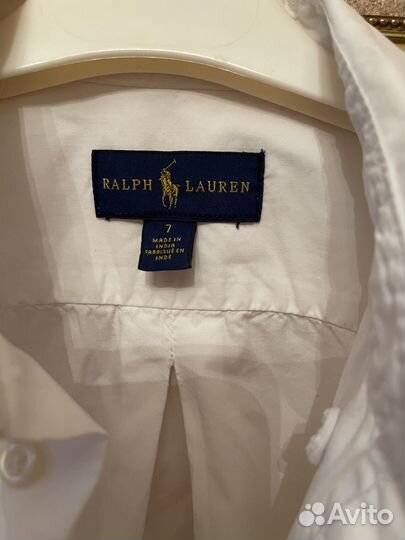 RALPH LAUREN
7
MADE IN
INDIA
FABRIQUÉ EN
INDE
Avito